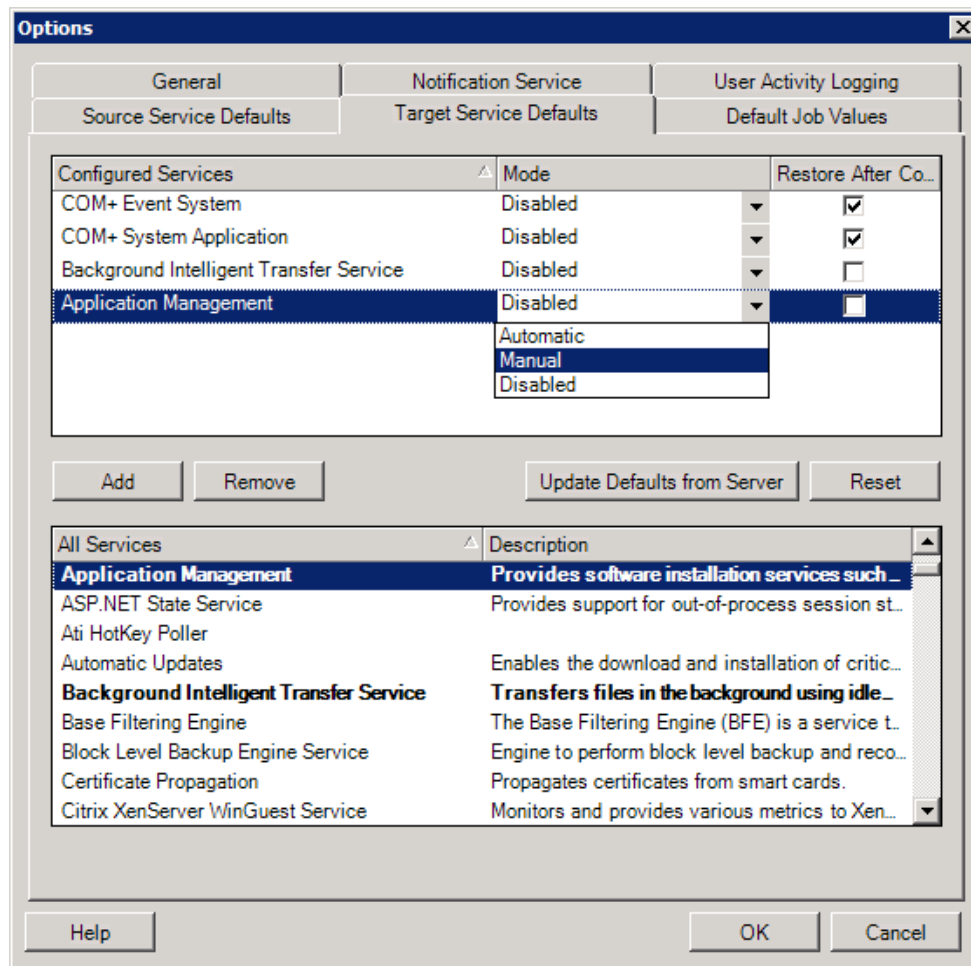 Options
General Notification Service User Activity Logging
Source Service Defaults Target Service Defaults Default Job Values
Configured Services Mode Restore After Co...
COM+ Event System Disabled
COM+ System Application Disabled
Background Intelligent Transfer Service Disabled
Application Management Disabled
Automatic
Manual
Disabled
Add Remove Update Defaults from Server Reset
All Services Description
Application Management Provides software installation services such ...
ASP.NET State Service Provides support for out-of-process session st...
Ati HotKey Poller
Automatic Updates Enables the download and installation of critic...
Background Intelligent Transfer Service Transfers files in the background using idle ...
Base Filtering Engine The Base Filtering Engine (BFE) is a service t...
Block Level Backup Engine Service Engine to perform block level backup and reco...
Certificate Propagation Propagates certificates from smart cards.
Citrix XenServer WinGuest Service Monitors and provides various metrics to Xen...
Help OK Cancel